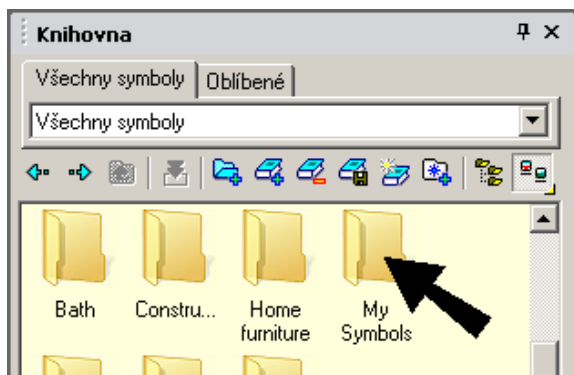 Knihovna
Všechny symboly
Oblíbené
Všechny symboly
Bath
Constru...
Home
furniture
My
Symbols